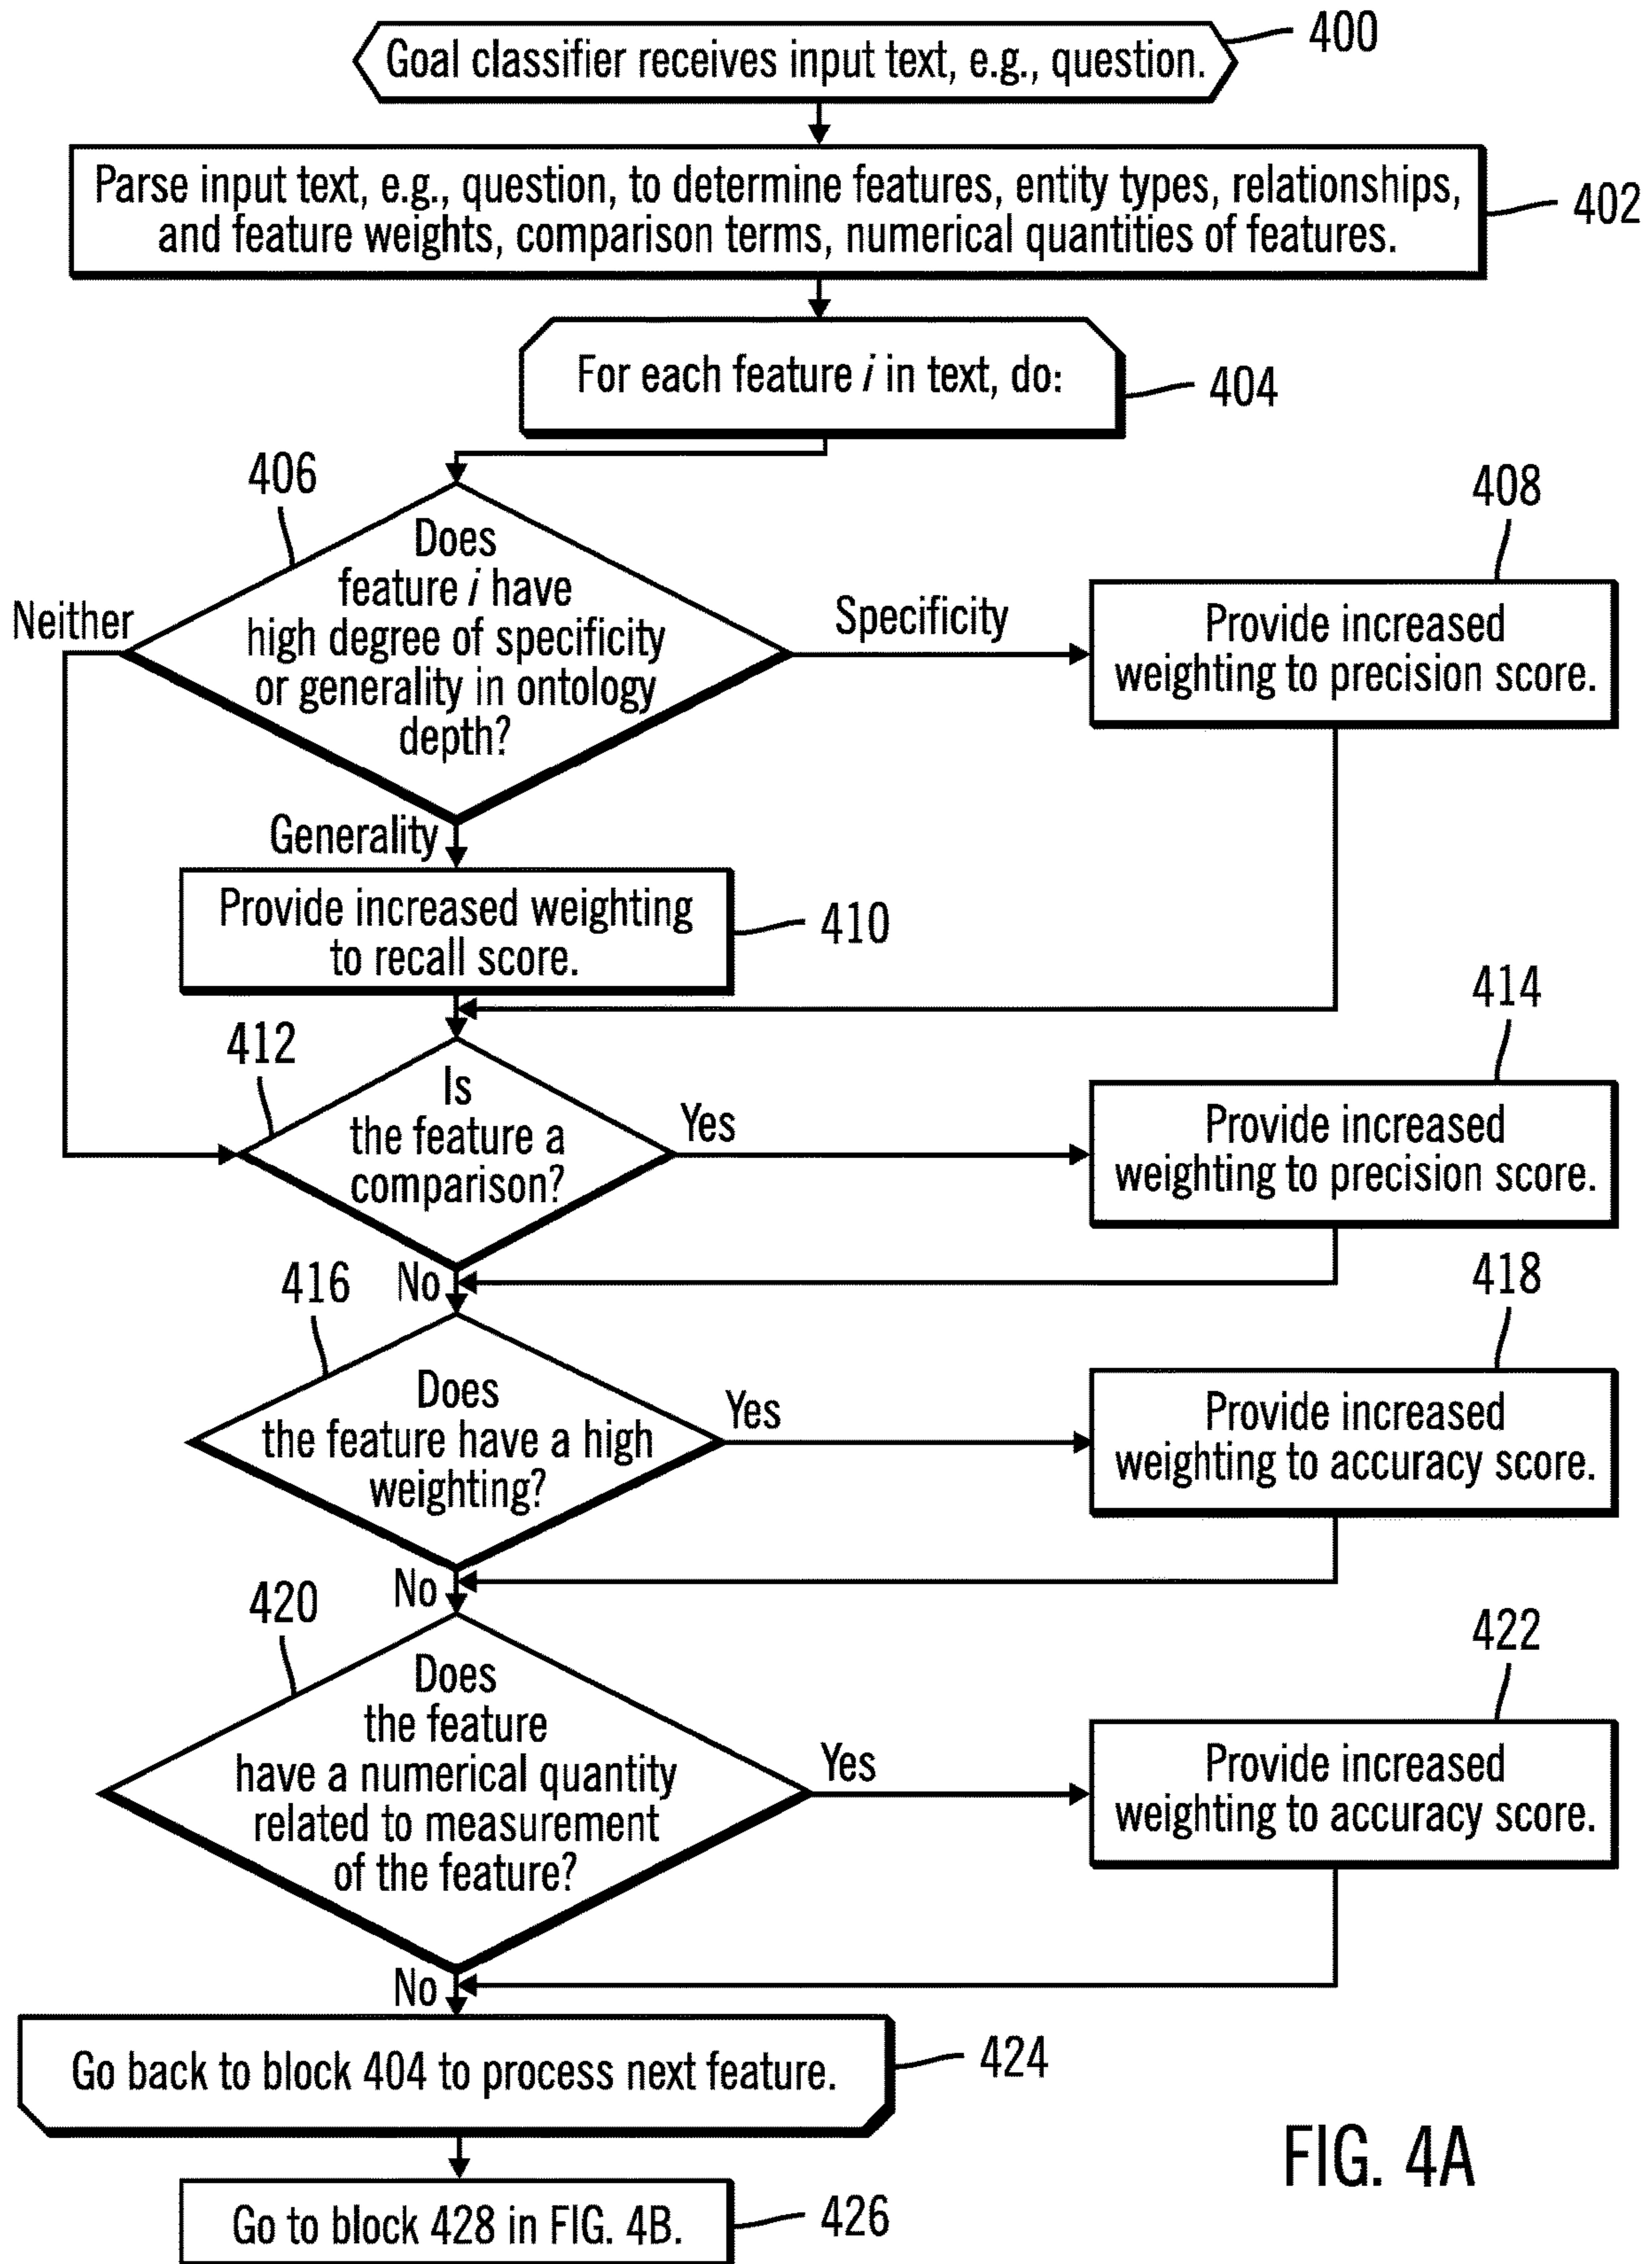 400
Goal classifier receives input text, e.g., question.
Parse input text, e.g., question, to determine features, entity types, relationships,
and feature weights, comparison terms, numerical quantities of features.
402
For each feature i in text, do:
404
406
Does
feature i have
high degree of specificity
or generality in ontology
depth?
Neither
Specificity
408
Provide increased
weighting to precision score.
Generality
Provide increased weighting
to recall score.
410
412
Is
the feature a
comparison?
Yes
414
Provide increased
weighting to precision score.
No
416
Does
the feature have a high
weighting?
Yes
418
Provide increased
weighting to accuracy score.
No
420
Does
the feature
have a numerical quantity
related to measurement
of the feature?
Yes
422
Provide increased
weighting to accuracy score.
No
Go back to block 404 to process next feature.
424
Go to block 428 in FIG. 4B.
426
FIG. 4A